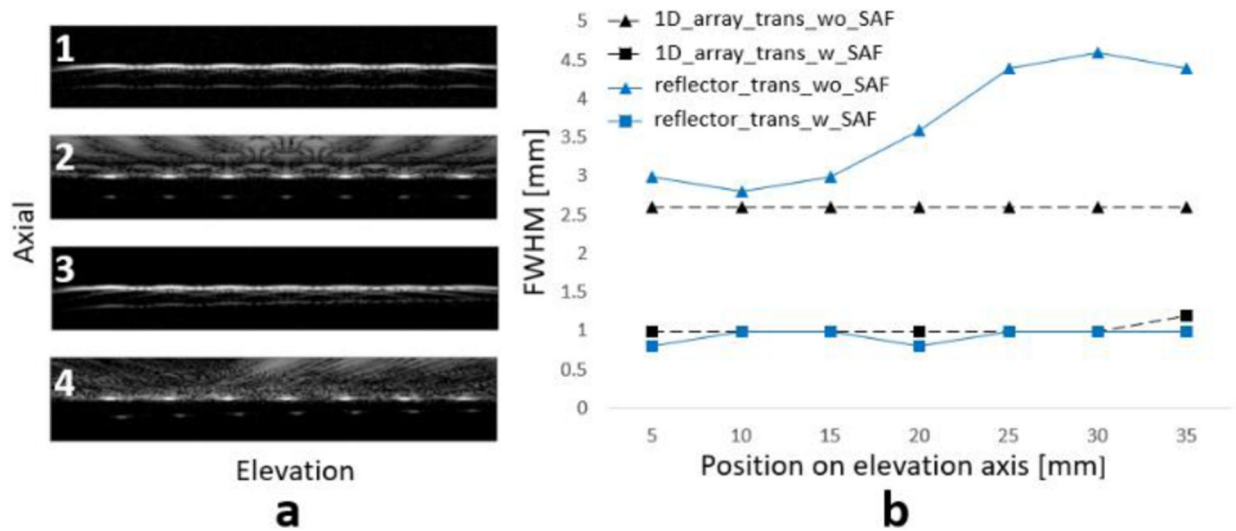 1
2
3
4
Axial
Elevation
a
5
4.5
4
3.5
3
2.5
2
1.5
1
0.5
0
FWHM [mm]
1D_array_trans_wo_SAF
1D_array_trans_w_SAF
reflector_trans_wo_SAF
reflector_trans_w_SAF
5 10 15 20 25 30 35
Position on elevation axis [mm]
b